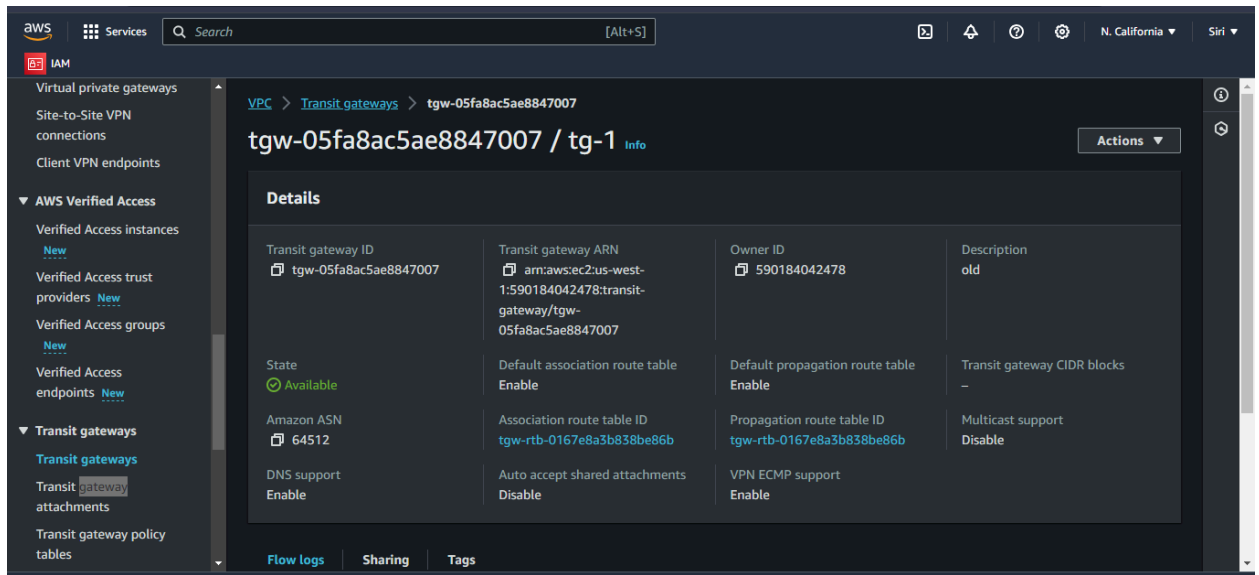 aws
Services
Search
[Alt+S]
N. California ▼
Siri ▼
IAM
Virtual private gateways
Site-to-Site VPN
connections
Client VPN endpoints
▼ AWS Verified Access
Verified Access instances
New
Verified Access trust
providers New
Verified Access groups
New
Verified Access
endpoints New
▼ Transit gateways
Transit gateways
Transit gateway
attachments
Transit gateway policy
tables
VPC > Transit gateways > tgw-05fa8ac5ae8847007
tgw-05fa8ac5ae8847007 / tg-1 Info
Actions ▼
Details
Transit gateway ID
tgw-05fa8ac5ae8847007
Transit gateway ARN
arn:aws:ec2:us-west-
1:590184042478:transit-
gateway/tgw-
05fa8ac5ae8847007
Owner ID
590184042478
Description
old
State
Available
Default association route table
Enable
Default propagation route table
Enable
Transit gateway CIDR blocks
–
Amazon ASN
64512
Association route table ID
tgw-rtb-0167e8a3b838be86b
Propagation route table ID
tgw-rtb-0167e8a3b838be86b
Multicast support
Disable
DNS support
Enable
Auto accept shared attachments
Disable
VPN ECMP support
Enable
Flow logs
Sharing
Tags